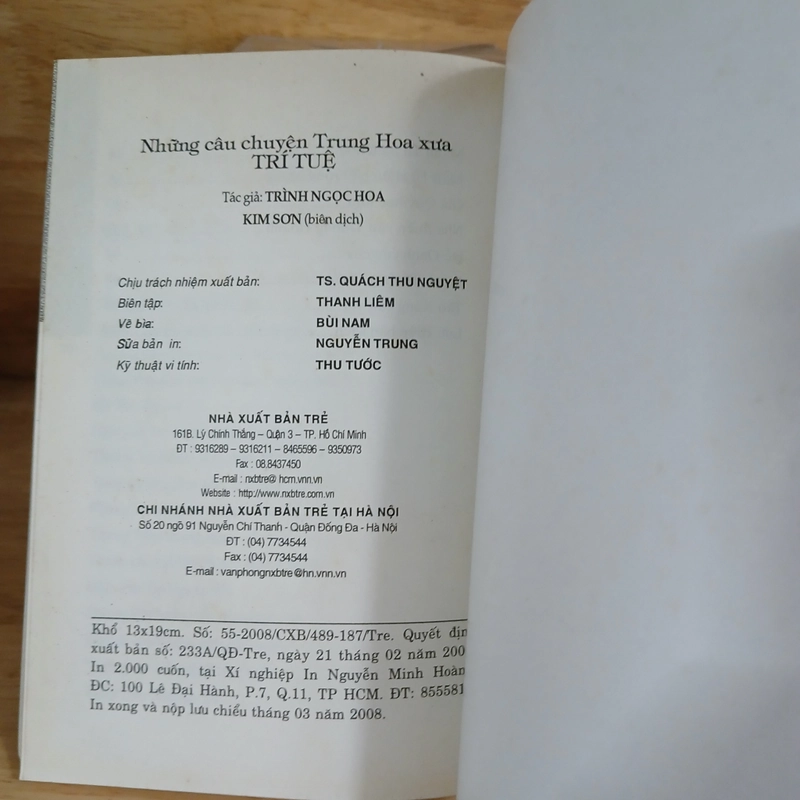 Những câu chuyện Trung Hoa xưa
TRÍ TUỆ
Tác giả: TRÌNH NGỌC HOA
KIM SƠN (biên dịch)
Chịu trách nhiệm xuất bản: TS. QUÁCH THU NGUYỆT
Biên tập: THANH LIÊM
Vẽ bìa: BÙI NAM
Sửa bản in: NGUYỄN TRUNG
Kỹ thuật vi tính: THU TƯỚC
NHÀ XUẤT BẢN TRẺ
161B. Lý Chính Thắng – Quận 3 – TP. Hồ Chí Minh
ĐT : 9316289 – 9316211 – 8465596 – 9350973
Fax : 08.8437450
E-mail : nxbtre@ hcm.vnn.vn
Website : http://www.nxbtre.com.vn
CHI NHÁNH NHÀ XUẤT BẢN TRẺ TẠI HÀ NỘI
Số 20 ngõ 91 Nguyễn Chí Thanh - Quận Đống Đa - Hà Nội
ĐT : (04) 7734544
Fax : (04) 7734544
E-mail : vanphongnxbtre@hn.vnn.vn
Khổ 13x19cm. Số: 55-2008/CXB/489-187/Tre. Quyết địn
xuất bản số: 233A/QĐ-Tre, ngày 21 tháng 02 năm 200
In 2.000 cuốn, tại Xí nghiệp In Nguyễn Minh Hoàn
ĐC: 100 Lê Đại Hành, P.7, Q.11, TP HCM. ĐT: 855581
In xong và nộp lưu chiểu tháng 03 năm 2008.